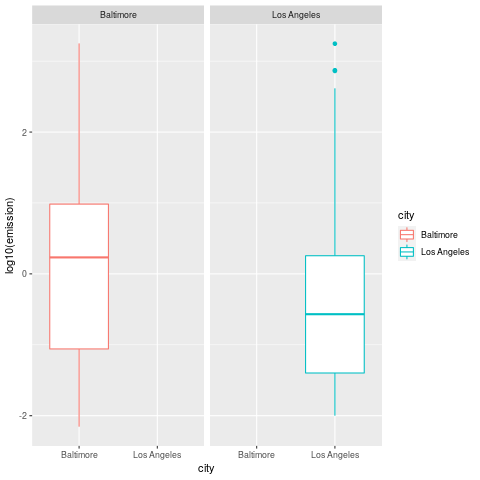 Baltimore
Los Angeles
log10(emission)
2
0
-2
Baltimore
Los Angeles
Baltimore
Los Angeles
city
city
Baltimore
Los Angeles